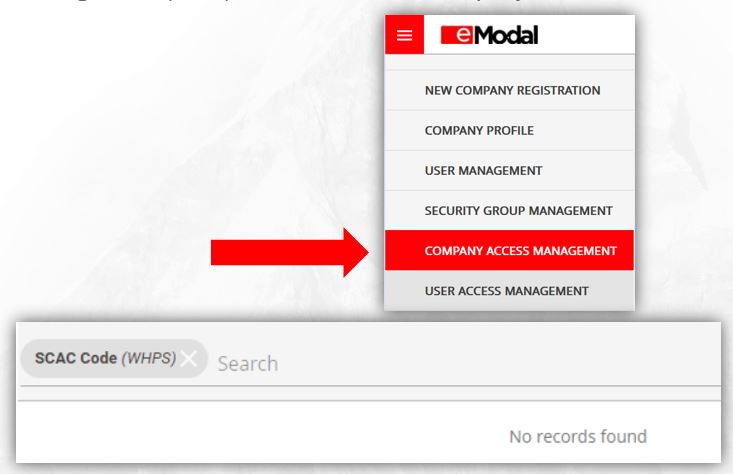 eModal
NEW COMPANY REGISTRATION
COMPANY PROFILE
USER MANAGEMENT
SECURITY GROUP MANAGEMENT
COMPANY ACCESS MANAGEMENT
USER ACCESS MANAGEMENT
SCAC Code (WHPS) Search
No records found